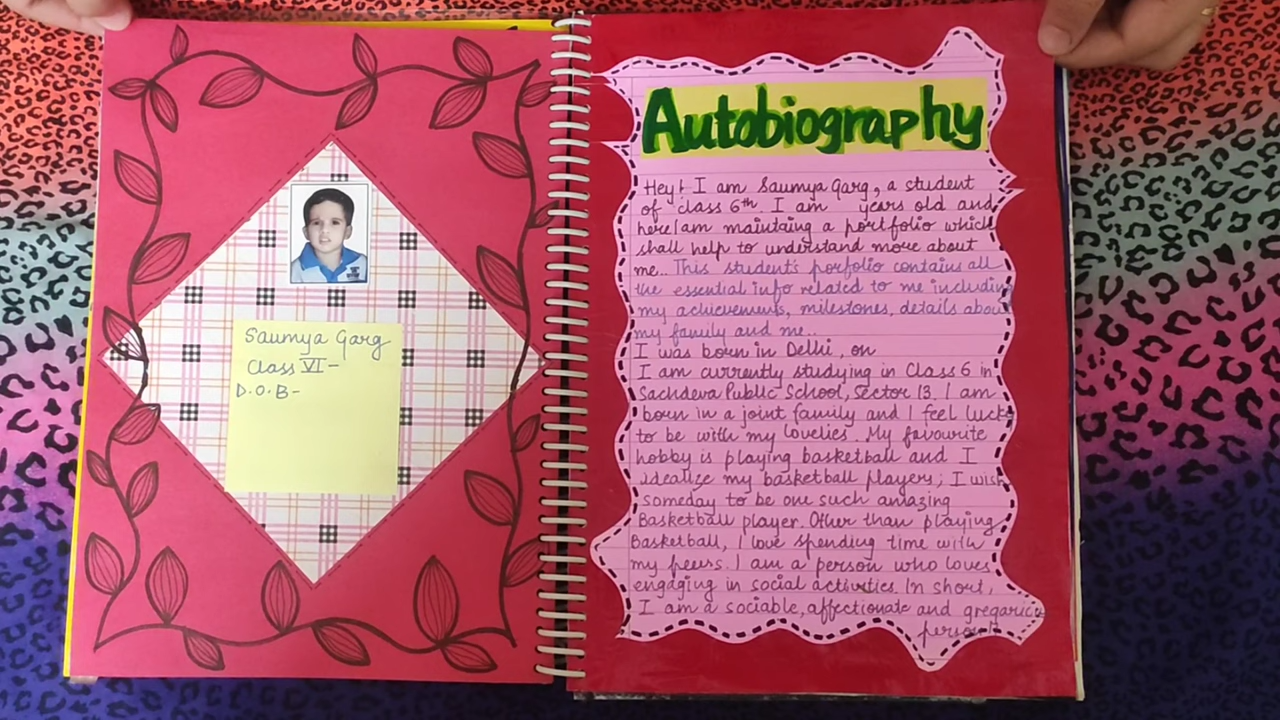 Saumya Garg
Class VI-
D.O.B-
Autobiography
Hey! I am Saumya Garg, a student
of class 6th. I am years old and
here I am maintaing a portfolio which
shall help to understand more about
me.. This student's porfolio contains all
the essential info related to me including
my achievements, milestones, details about
my family and me..
I was born in Delhi, on
I am currently studying in Class 6 in
Sachdeva Public School, Sector 13. I am
born in a joint family and I feel lucky
to be with my lovelies. My favourite
hobby is playing basketball and I
idealize my basketball players; I wish
someday to be one such amazing
Basketball player. Other than playing
Basketball, I love spending time with
my peers. I am a person who loves
engaging in social activities. In short,
I am a sociable, affectionate and gregarious
person!!